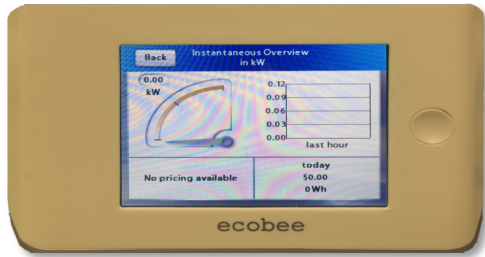 Back
Instantaneous Overview
in kW
0.00
kW
0.12
0.09
0.06
0.03
0.00
last hour
No pricing available
today
$0.00
0 Wh
ecobee